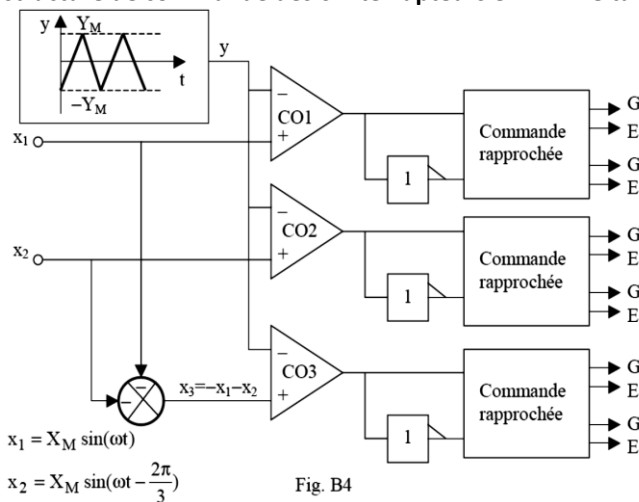 y
Y_M
t
–Y_M
y
x₁
x₂
–
CO1
+
–
CO2
+
–
CO3
+
1
1
1
Commande
rapprochée
Commande
rapprochée
Commande
rapprochée
G
E
G
E
G
E
G
E
G
E
G
E
–
–
x₃=–x₁–x₂
x₁ = X_M sin(ωt)
x₂ = X_M sin(ωt - 2π/3)
Fig. B4